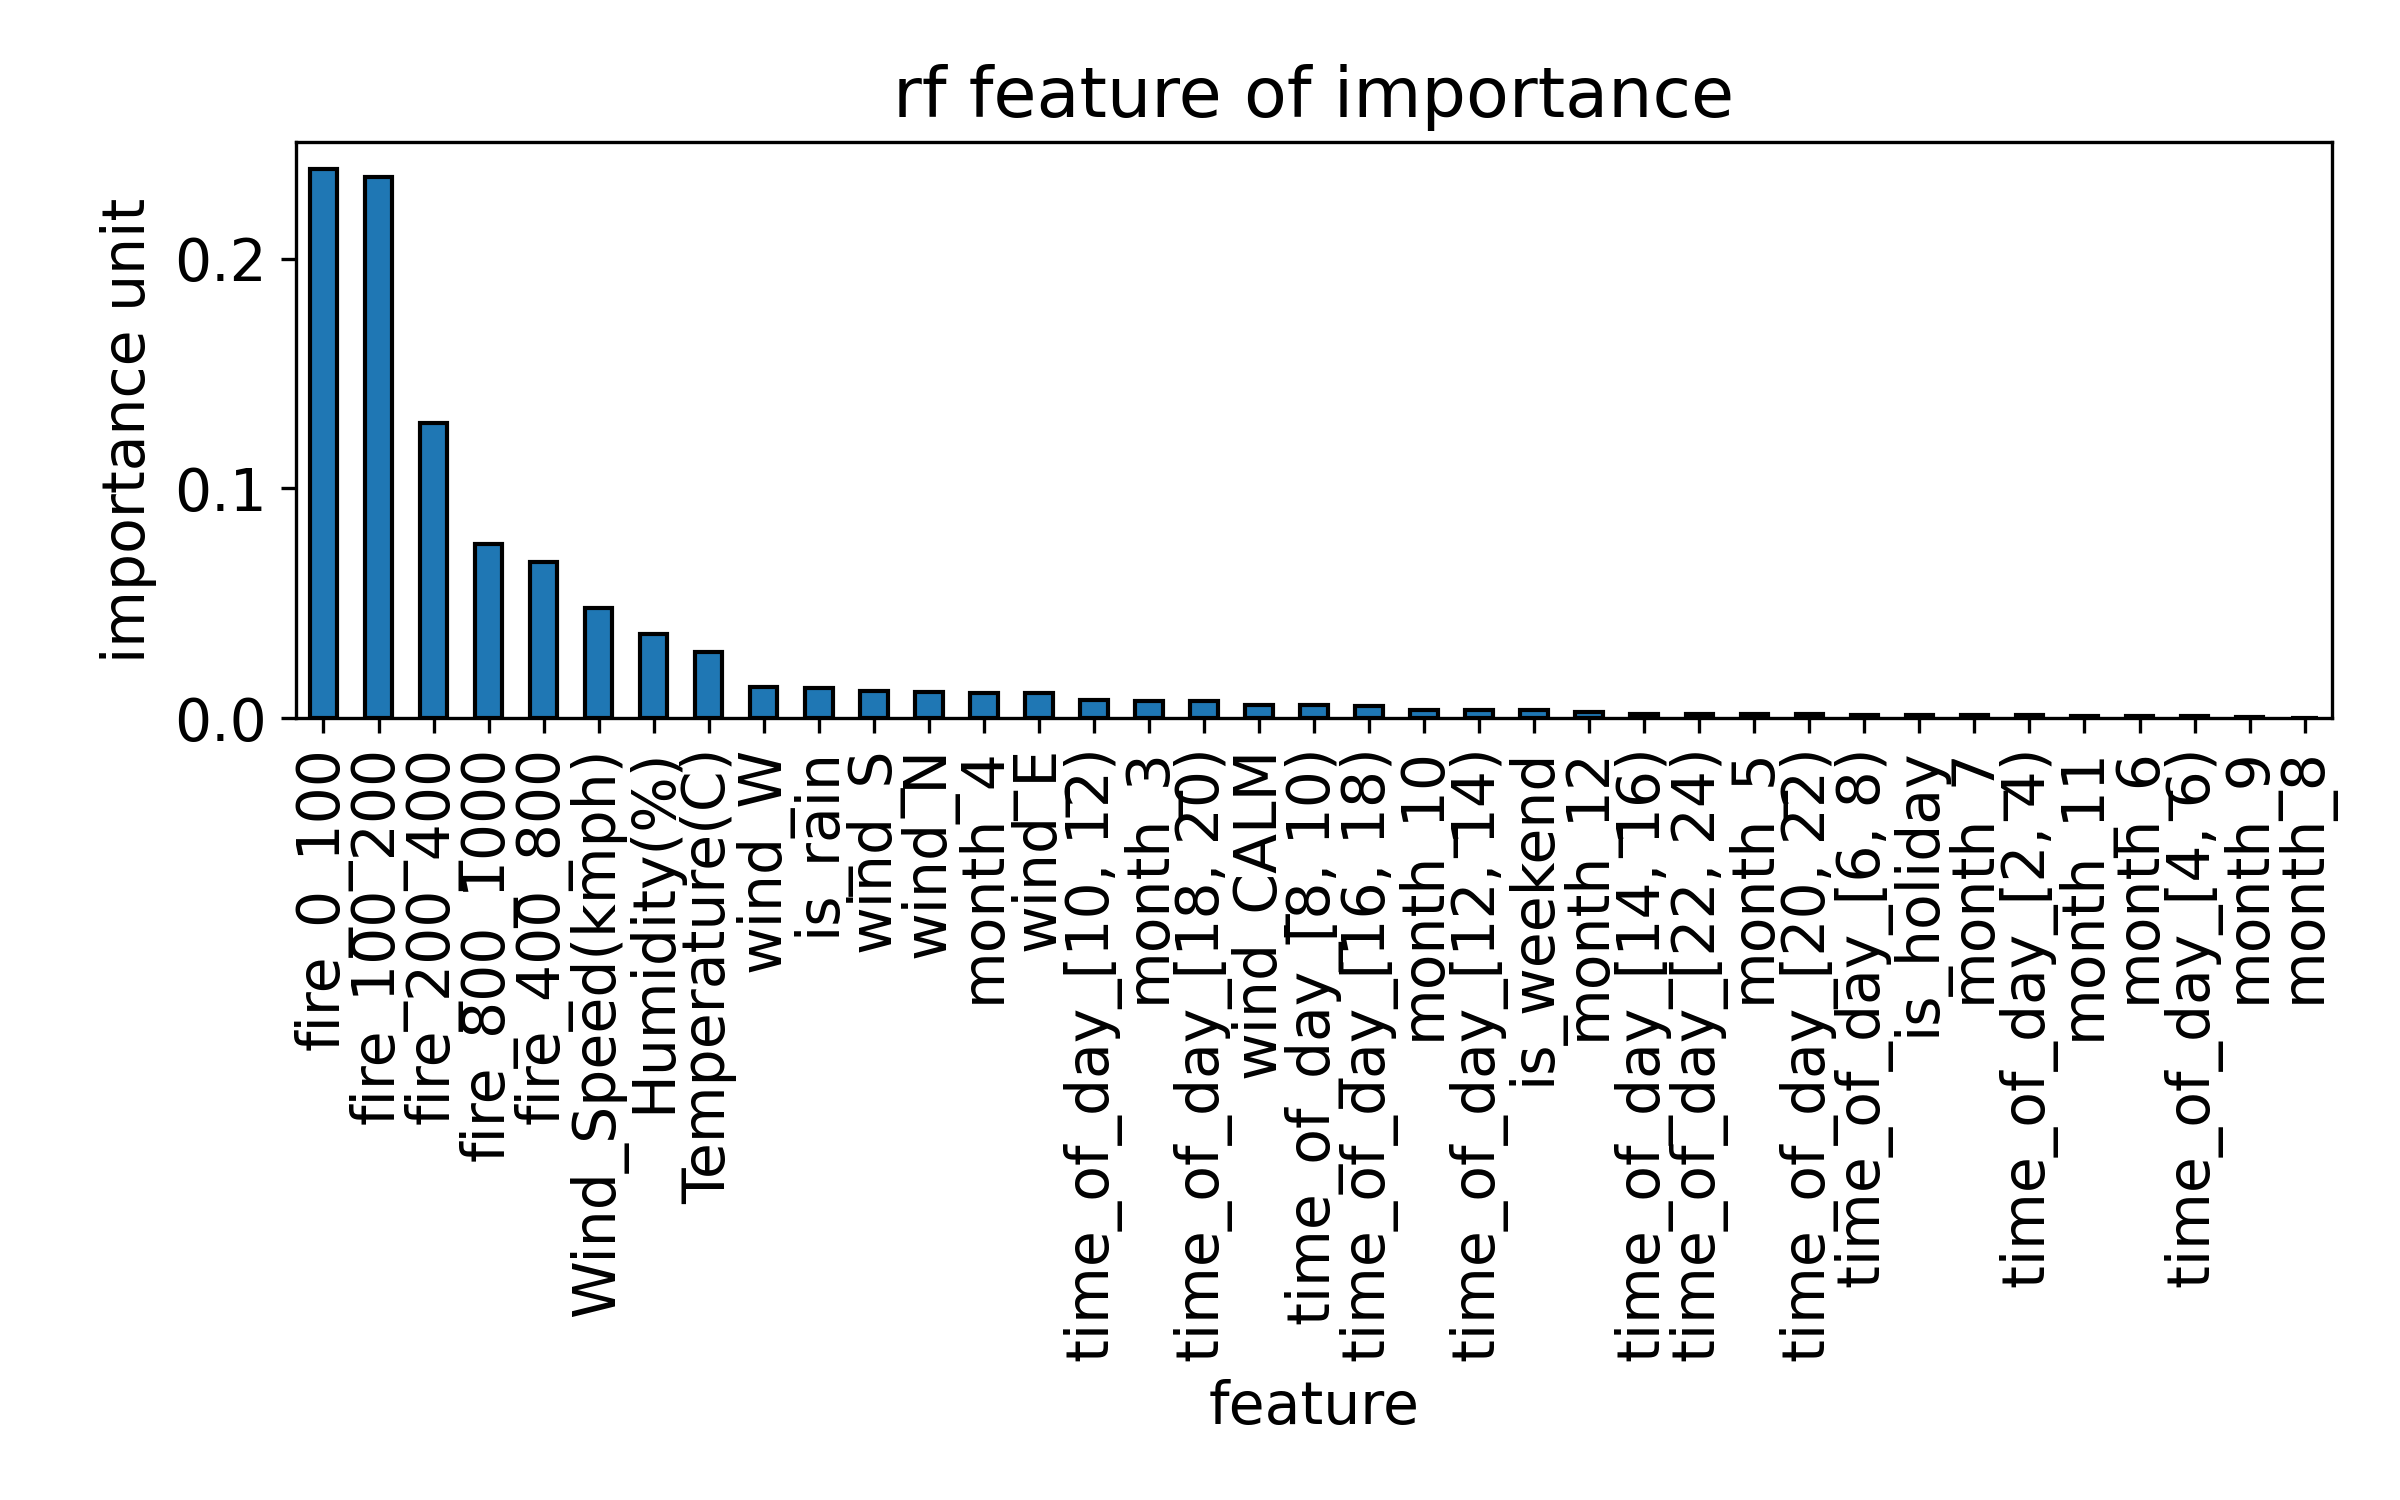 rf feature of importance
importance unit
0.2
0.1
0.0
fire_0_100
fire_100_200
fire_200_400
fire_800_1000
fire_400_800
Wind_Speed(kmph)
Humidity(%)
Temperature(C)
wind_W
is_rain
wind_S
wind_N
month_4
wind_E
time_of_day_[10, 12)
month_3
time_of_day_[18, 20)
wind_CALM
time_of_day_[8, 10)
time_of_day_[16, 18)
month_10
time_of_day_[12, 14)
is_weekend
month_12
time_of_day_[14, 16)
time_of_day_[22, 24)
month_5
time_of_day_[20, 22)
time_of_day_[6, 8)
is_holiday
month_7
time_of_day_[2, 4)
month_11
month_6
time_of_day_[4, 6)
month_9
month_8
feature